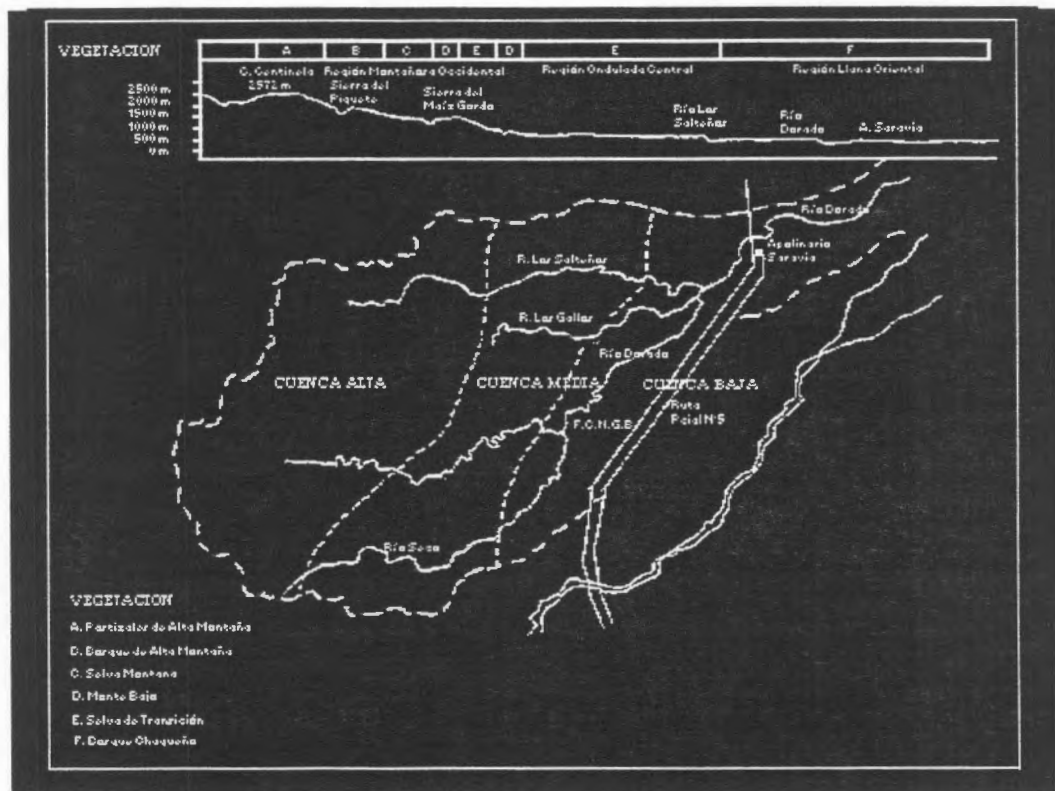 VEGETACION
A B C D E D E F
C. Centinela Región Montañosa Occidental Región Ondulada Central Región Llana Oriental
2572 m Sierra del Piquete Sierra del Maíz Gordo
2500 m
2000 m
1500 m
1000 m
500 m
0 m
Río Las Salteñas
Río Dorado
A. Saravia
Río Dorado
Apolinario Saravia
R. Las Salteñas
R. Los Gallos
Río Dorado
CUENCA ALTA CUENCA MEDIA CUENCA BAJA
Ruta Pcial Nº5
F.C.N.G.B.
Río Seco
VEGETACION
A. Pastizales de Alta Montaña
B. Bosque de Alta Montaña
C. Selva Montana
D. Monte Bajo
E. Selva de Transición
F. Bosque Chaqueño